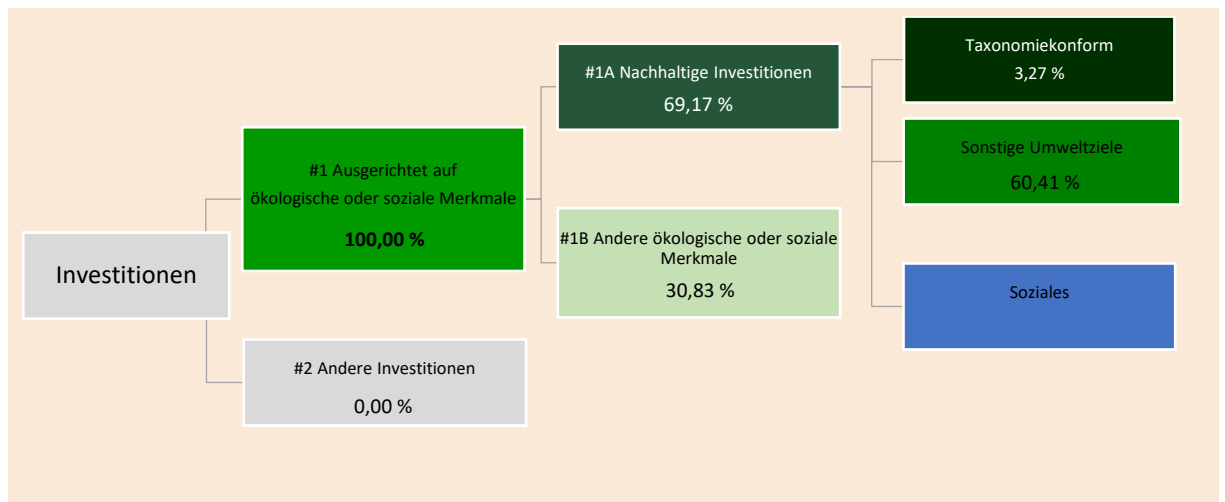 Investitionen
#1 Ausgerichtet auf
ökologische oder soziale Merkmale
100,00 %
#2 Andere Investitionen
0,00 %
#1A Nachhaltige Investitionen
69,17 %
#1B Andere ökologische oder soziale
Merkmale
30,83 %
Taxonomiekonform
3,27 %
Sonstige Umweltziele
60,41 %
Soziales